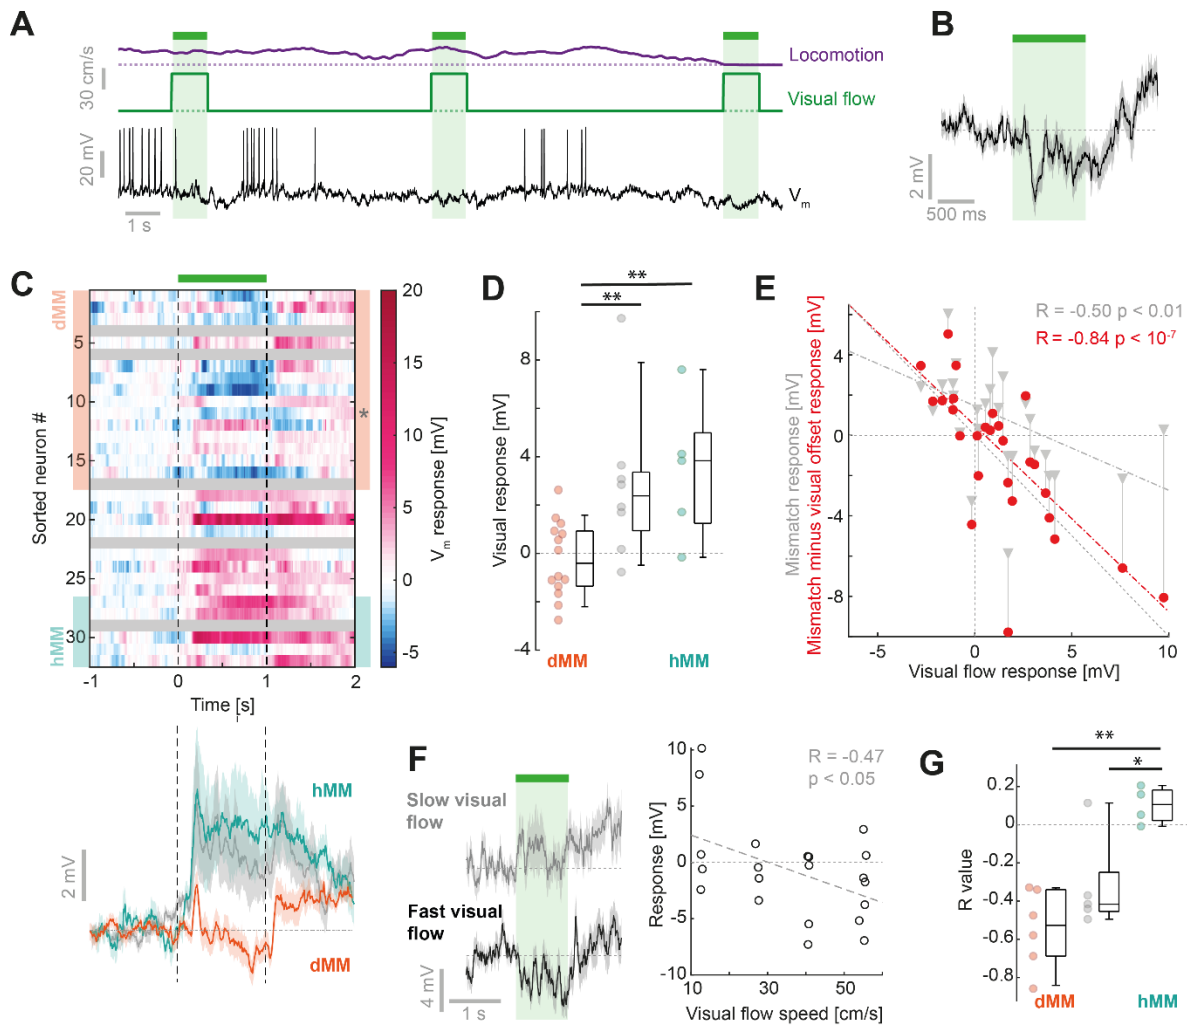 A
Locomotion
30 cm/s
Visual flow
20 mV
Vm
1 s
B
2 mV
500 ms
C
dMM
hMM
Sorted neuron #
5
10
15
20
25
30
*
-1
0
1
2
Time [s]
20
15
10
5
0
-5
Vm response [mV]
2 mV
hMM
dMM
D
**
**
Visual response [mV]
8
4
0
-4
dMM
hMM
E
R = -0.50 p < 0.01
R = -0.84 p < 10-7
Mismatch response [mV]
Mismatch minus visual offset response [mV]
4
0
-4
-8
-5
0
5
10
Visual flow response [mV]
F
Slow visual
flow
Fast visual
flow
4 mV
1 s
R = -0.47
p < 0.05
Response [mV]
10
5
0
-5
-10
10
30
50
Visual flow speed [cm/s]
G
**
*
R value
0.2
0
-0.2
-0.4
-0.6
-0.8
dMM
hMM